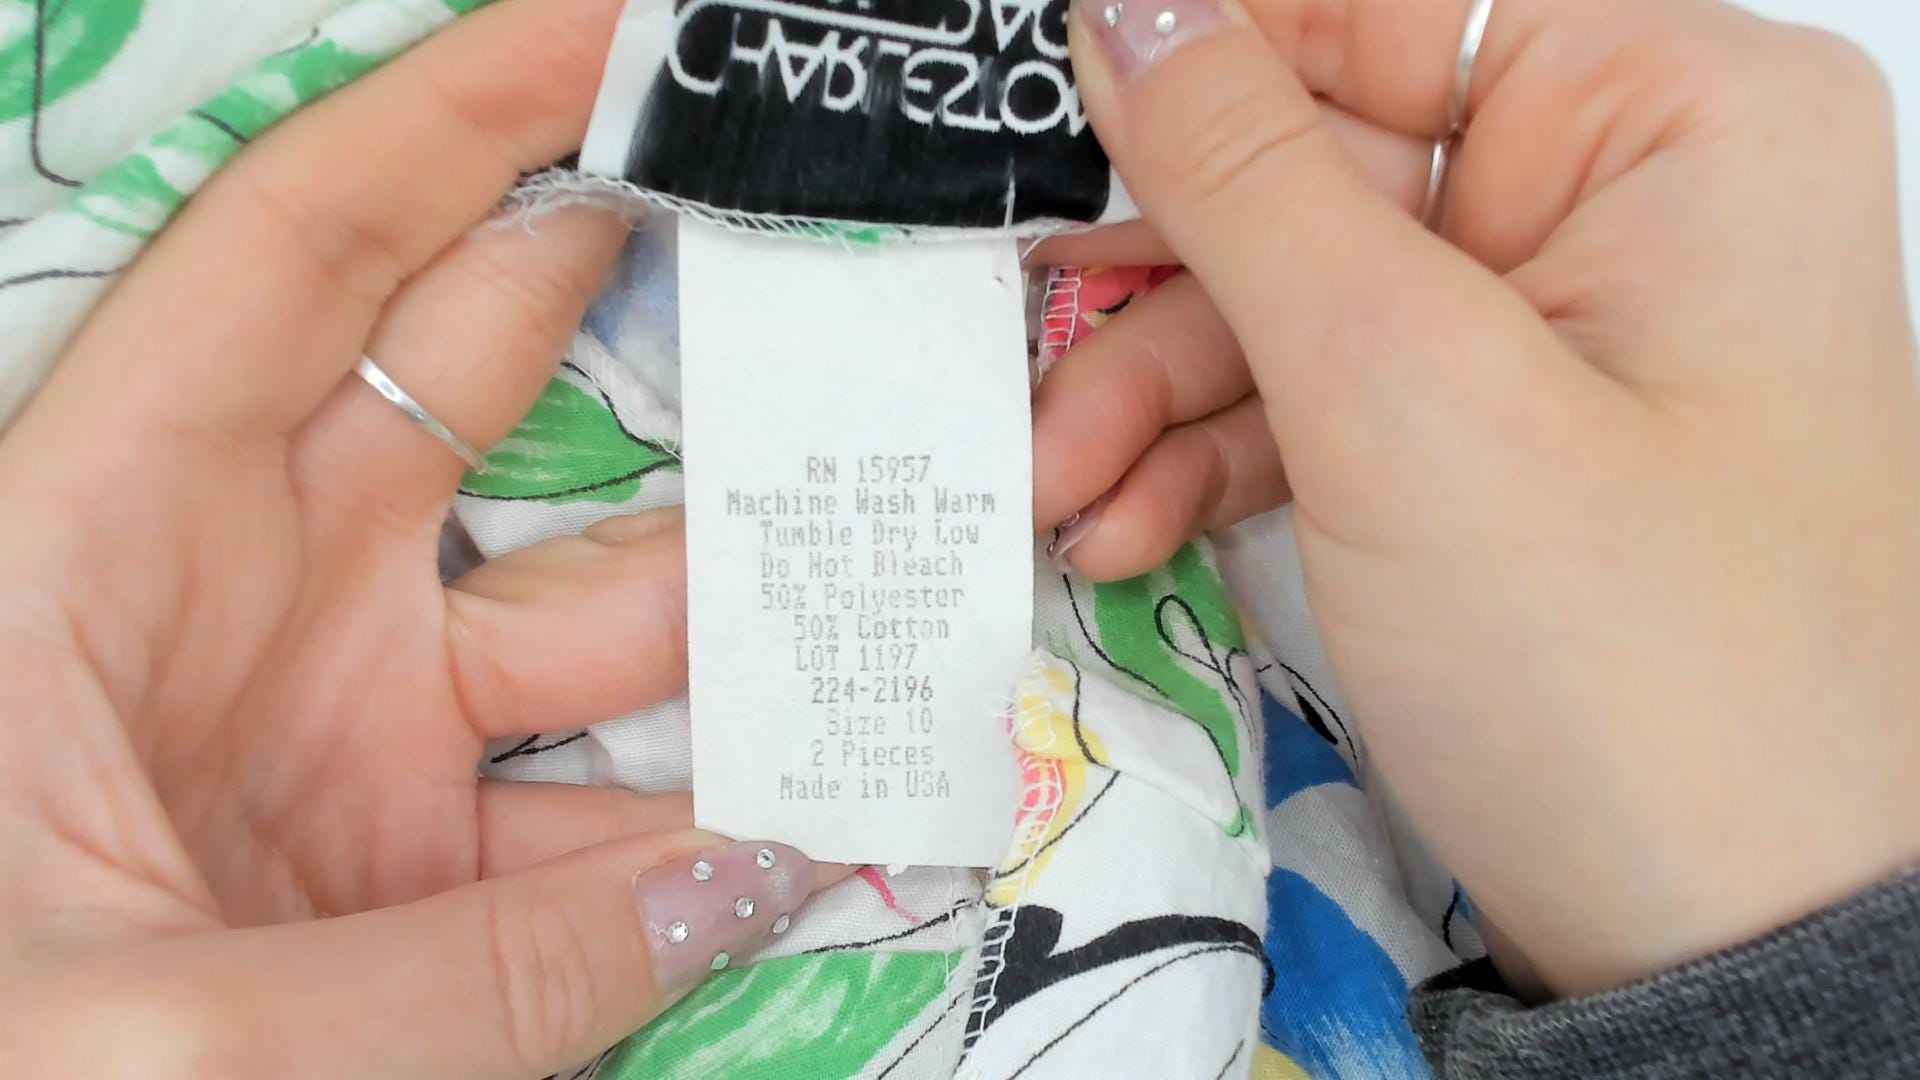 RN 15957
Machine Wash Warm
Tumble Dry Low
Do Not Bleach
50% Polyester
50% Cotton
LOT 1197
224-2196
Size 10
2 Pieces
Made in USA